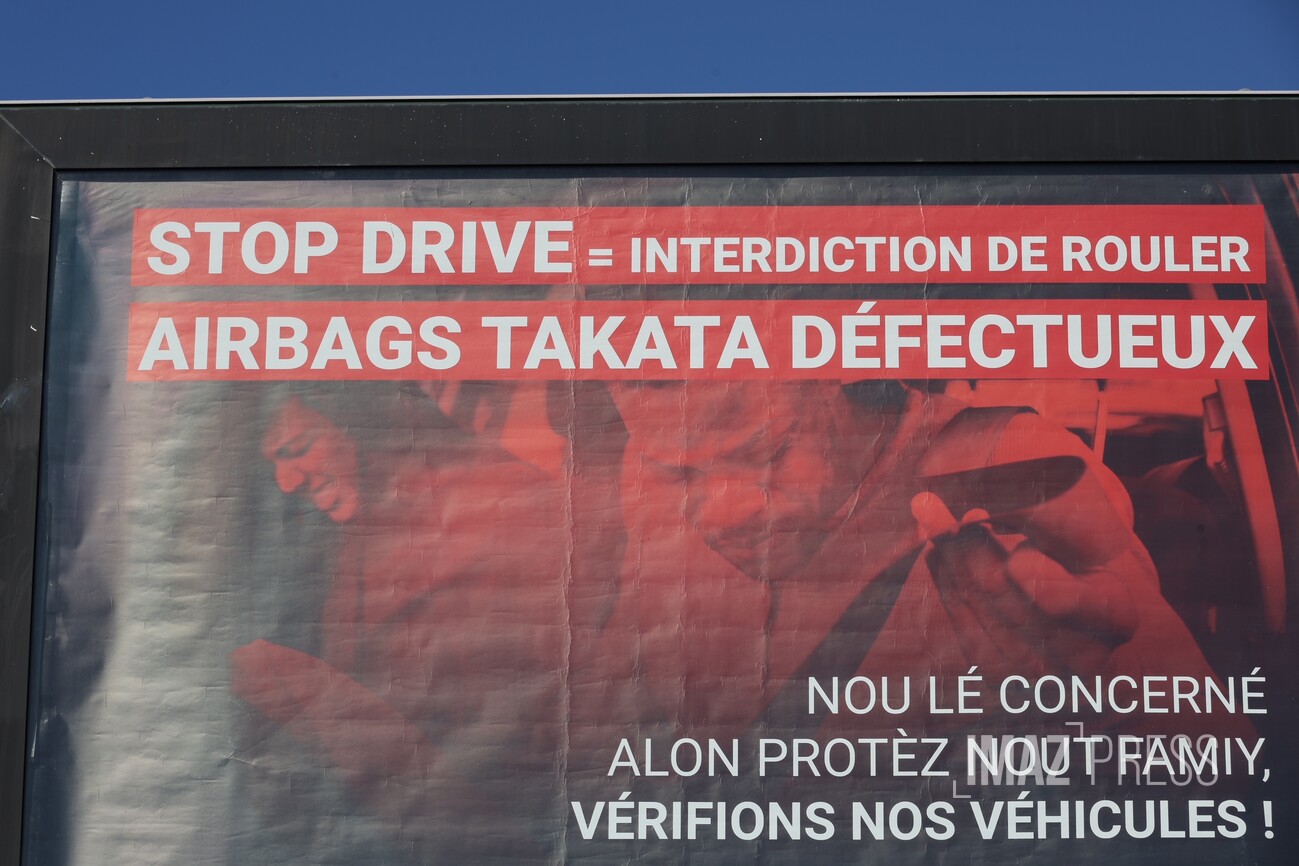 STOP DRIVE = INTERDICTION DE ROULER
AIRBAGS TAKATA DÉFECTUEUX
NOU LÉ CONCERNÉ
ALON PROTÈZ NOUT FAMIY,
IMAZ PRESS
VÉRIFIONS NOS VÉHICULES !